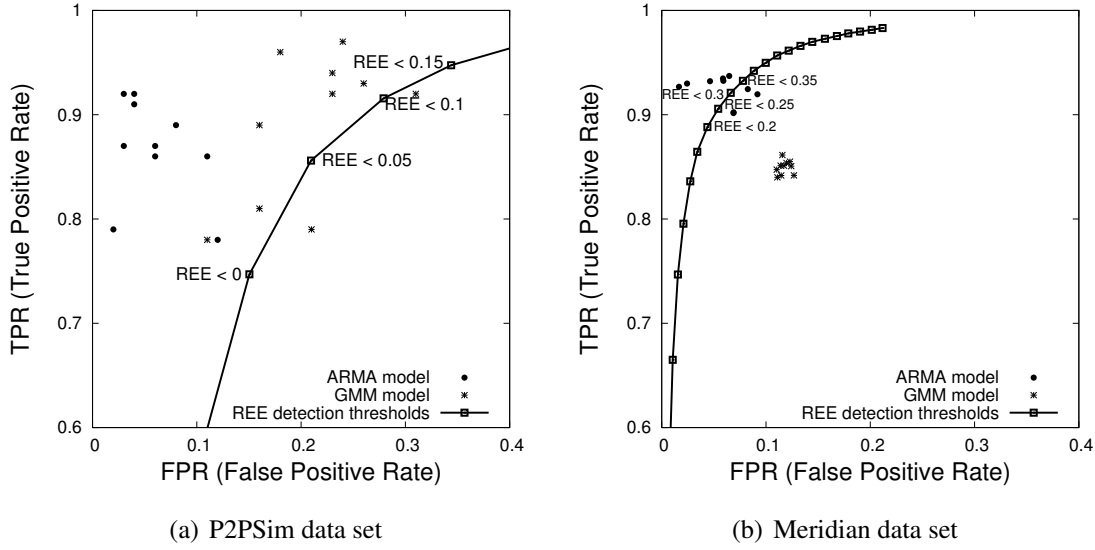 1
0.9
0.8
0.7
0.6
0
0.1
0.2
0.3
0.4
TPR (True Positive Rate)
FPR (False Positive Rate)
REE < 0.15
REE < 0.1
REE < 0.05
REE < 0
ARMA model
GMM model
REE detection thresholds
(a) P2PSim data set
1
0.9
0.8
0.7
0.6
0
0.1
0.2
0.3
0.4
TPR (True Positive Rate)
FPR (False Positive Rate)
REE < 0.35
REE < 0.3
REE < 0.25
REE < 0.2
ARMA model
GMM model
REE detection thresholds
(b) Meridian data set